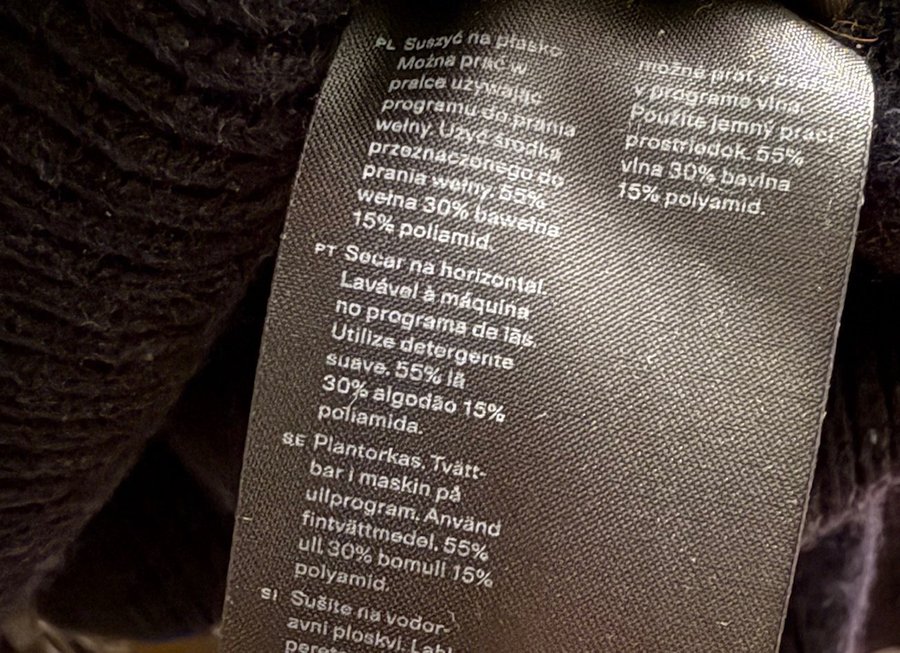 PL Suszyć na płasko.
Można prać w
pralce używając
programu do prania
wełny. Użyć środka
przeznaczonego do
prania wełny. 55%
wełna 30% bawełna
15% poliamid.
PT Secar na horizontal.
Lavável à máquina
no programa de lãs.
Utilize detergente
suave. 55% lã
30% algodão 15%
poliamida.
SE Plantorkas. Tvätt-
bar i maskin på
ullprogram. Använd
fintvättmedel. 55%
ull 30% bomull 15%
polyamid.
SI Sušite na vodor-
avni ploskvi.
možné prať v
v programe vlna.
Použite jemný prací
prostriedok. 55%
vlna 30% bavlna
15% polyamid.